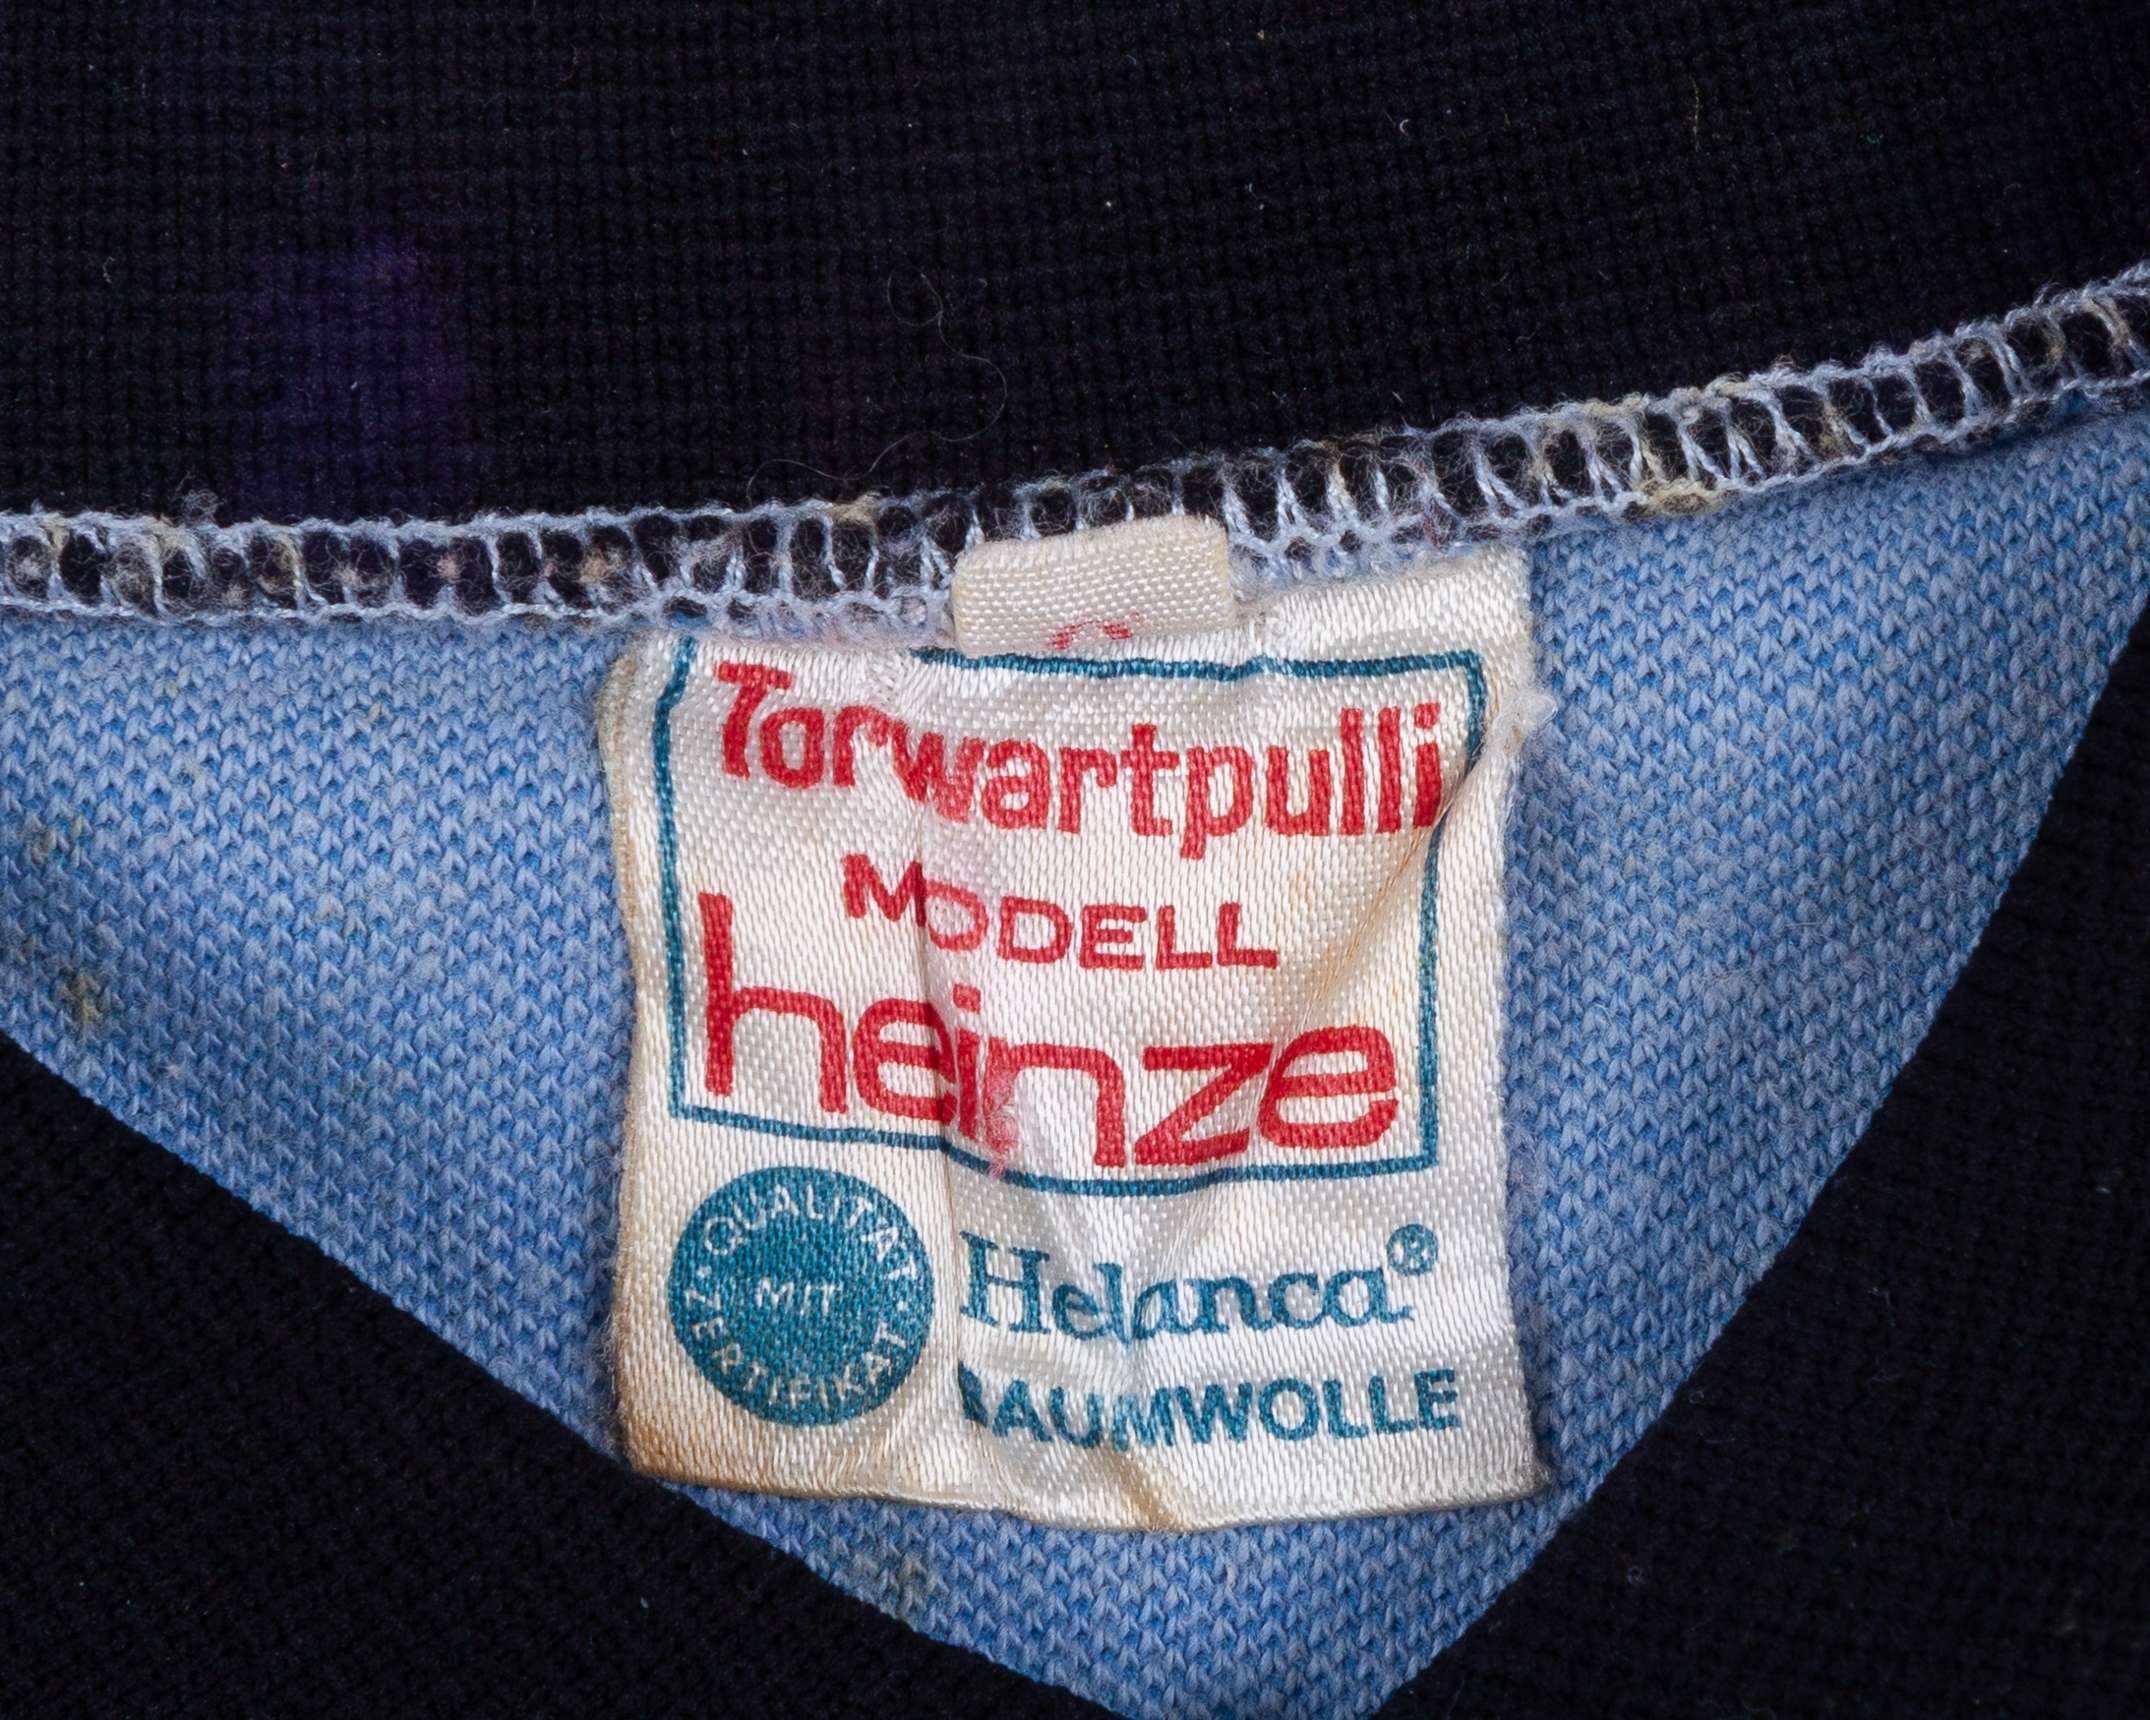 Torwartpulli
MODELL
heinze
QUALITÄT
MIT
ZERTIFIKAT
Helanca®
BAUMWOLLE